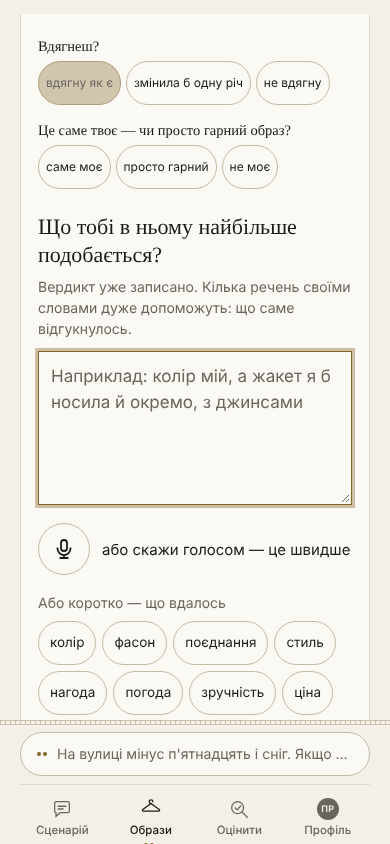 Вдягнеш?
вдягну як є
змінила б одну річ
не вдягну
Це саме твоє — чи просто гарний образ?
саме моє
просто гарний
не моє
Що тобі в ньому найбільше
подобається?
Вердикт уже записано. Кілька речень своїми
словами дуже допоможуть: що саме
відгукнулось.
Наприклад: колір мій, а жакет я б
носила й окремо, з джинсами
або скажи голосом — це швидше
Або коротко — що вдалось
колір
фасон
поєднання
стиль
нагода
погода
зручність
ціна
На вулиці мінус п'ятнадцять і сніг. Якщо ...
ПР
Сценарій
Образи
Оцінити
Профіль